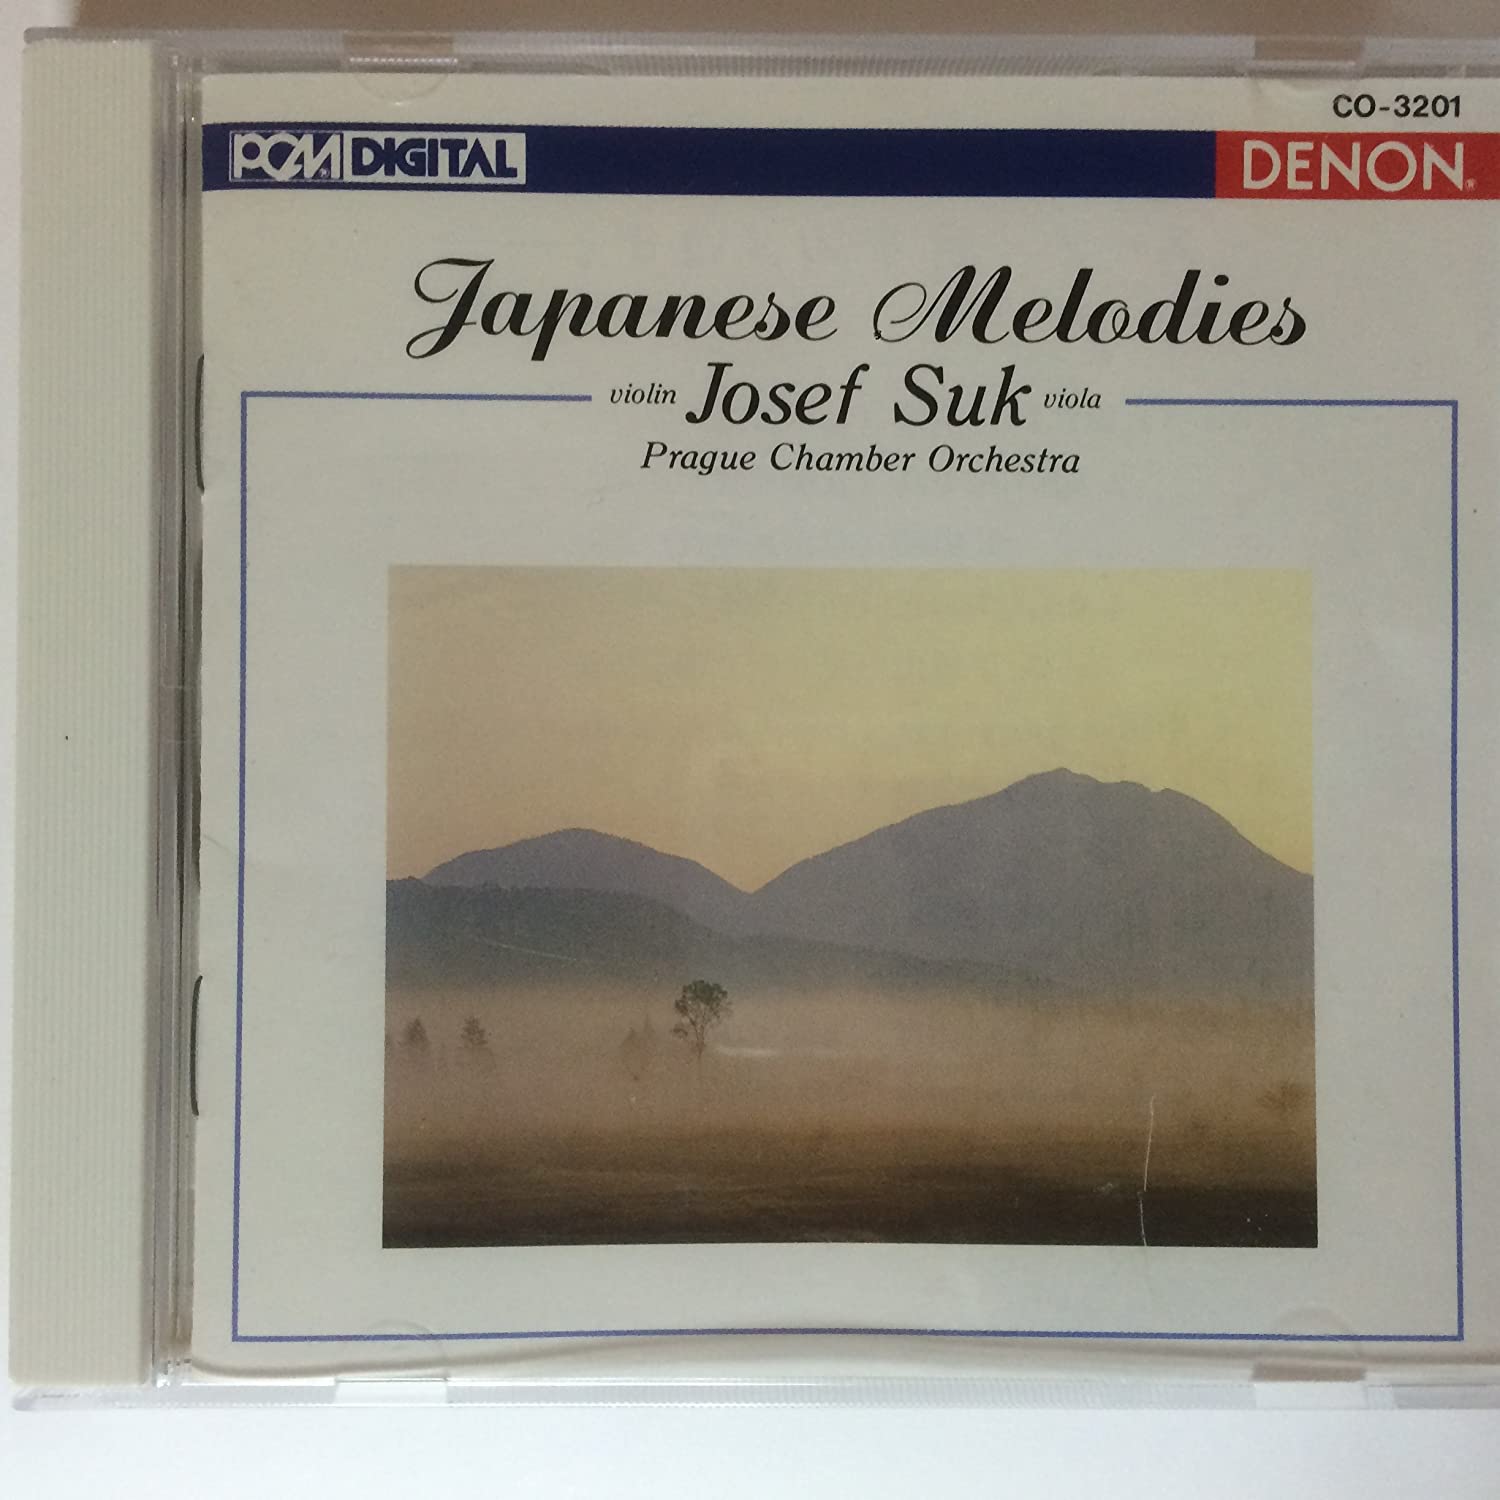 CO-3201
PCM DIGITAL
DENON®
Japanese Melodies
violin Josef Suk viola
Prague Chamber Orchestra